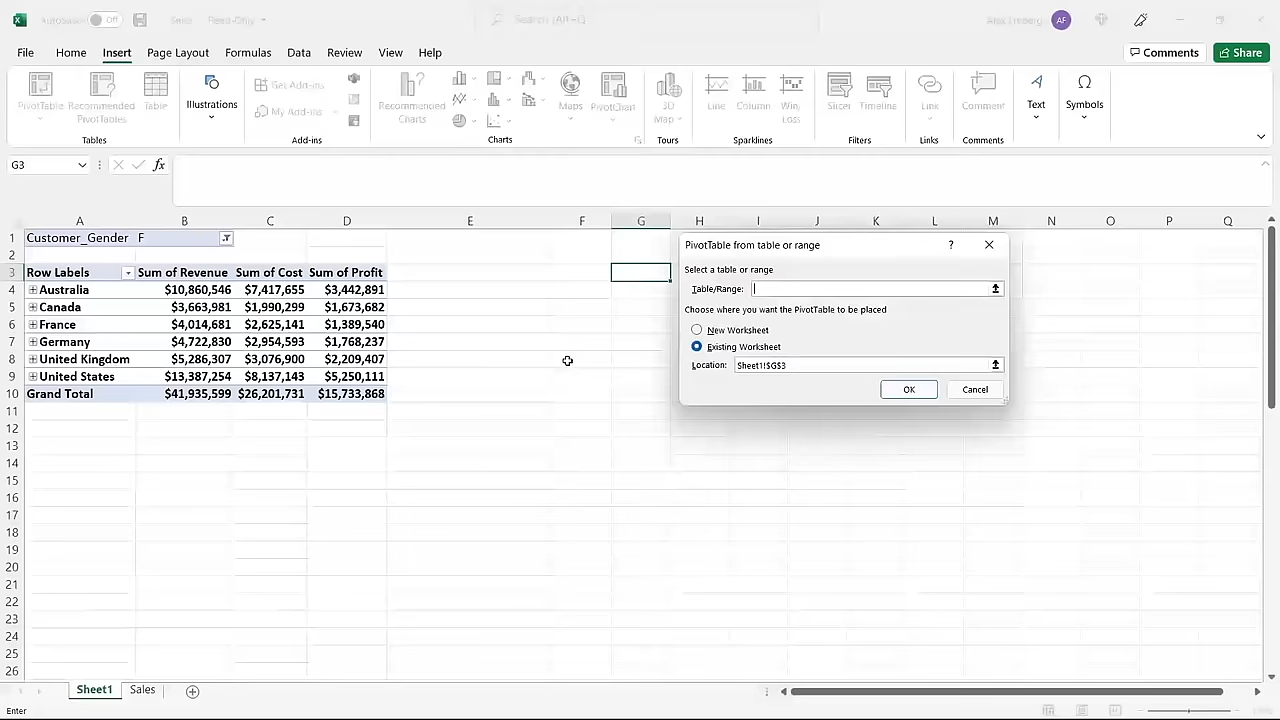 AutoSave Off Sales Read-Only Search (Alt+Q) AF
File Home Insert Page Layout Formulas Data Review View Help Comments Share
PivotTable Recommended PivotTables Table Illustrations Get Add-ins My Add-ins Recommended Charts Maps PivotChart 3D Map Line Column Win/Loss Slicer Timeline Link Comment Text Symbols
Tables Add-ins Charts Tours Sparklines Filters Links Comments
G3 fx
A B C D E F G H I J K L M N O P Q
1 Customer_Gender F
2
3 Row Labels Sum of Revenue Sum of Cost Sum of Profit
4 Australia $10,860,546 $7,417,655 $3,442,891
5 Canada $3,663,981 $1,990,299 $1,673,682
6 France $4,014,681 $2,625,141 $1,389,540
7 Germany $4,722,830 $2,954,593 $1,768,237
8 United Kingdom $5,286,307 $3,076,900 $2,209,407
9 United States $13,387,254 $8,137,143 $5,250,111
10 Grand Total $41,935,599 $26,201,731 $15,733,868
11
12
13
14
15
16
17
18
19
20
21
22
23
24
25
26
PivotTable from table or range ?
Select a table or range
Table/Range:
Choose where you want the PivotTable to be placed
New Worksheet
Existing Worksheet
Location: Sheet1!$G$3
OK Cancel
Sheet1 Sales
Enter